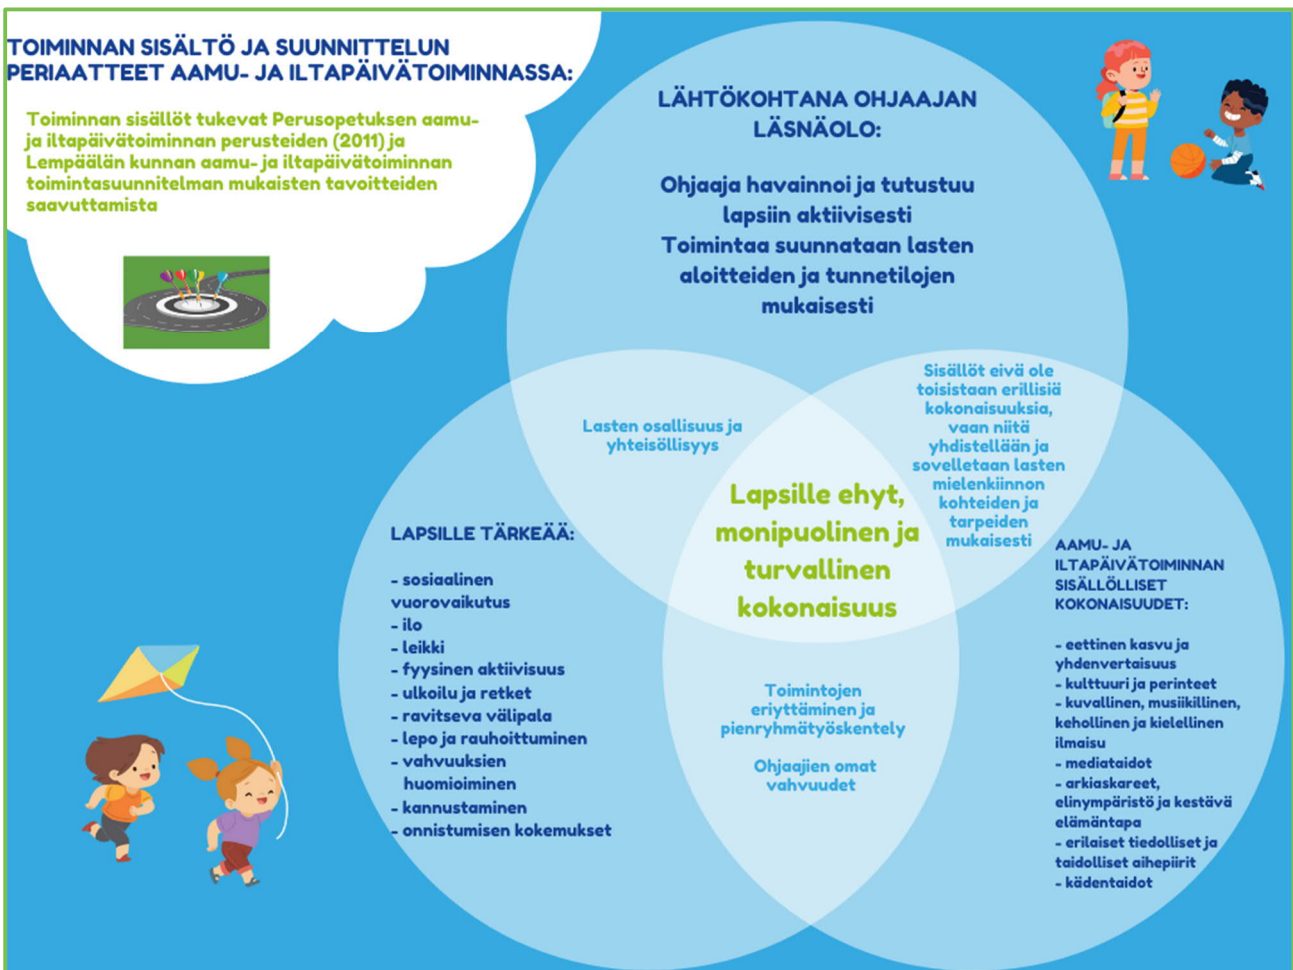 TOIMINNAN SISÄLTÖ JA SUUNNITTELUN
PERIAATTEET AAMU- JA ILTAPÄIVÄTOIMINNASSA:
Toiminnan sisällöt tukevat Perusopetuksen aamu-
ja iltapäivätoiminnan perusteiden (2011) ja
Lempäälän kunnan aamu- ja iltapäivätoiminnan
toimintasuunnitelman mukaisten tavoitteiden
saavuttamista
LÄHTÖKOHTANA OHJAAJAN
LÄSNÄOLO:
Ohjaaja havainnoi ja tutustuu
lapsiin aktiivisesti
Toimintaa suunnataan lasten
aloitteiden ja tunnetilojen
mukaisesti
Lasten osallisuus ja
yhteisöllisyys
Sisällöt eivä ole
toisistaan erillisiä
kokonaisuuksia,
vaan niitä
yhdistellään ja
sovelletaan lasten
mielenkiinnon
kohteiden ja
tarpeiden
mukaisesti
Lapsille ehyt,
monipuolinen ja
turvallinen
kokonaisuus
LAPSILLE TÄRKEÄÄ:
- sosiaalinen
vuorovaikutus
- ilo
- leikki
- fyysinen aktiivisuus
- ulkoilu ja retket
- ravitseva välipala
- lepo ja rauhoittuminen
- vahvuuksien
huomioiminen
- kannustaminen
- onnistumisen kokemukset
Toimintojen
eriyttäminen ja
pienryhmätyöskentely
Ohjaajien omat
vahvuudet
AAMU- JA
ILTAPÄIVÄTOIMINNAN
SISÄLLÖLLISET
KOKONAISUUDET:
- eettinen kasvu ja
yhdenvertaisuus
- kulttuuri ja perinteet
- kuvallinen, musiikillinen,
kehollinen ja kielellinen
ilmaisu
- mediataidot
- arkiaskareet,
elinympäristö ja kestävä
elämäntapa
- erilaiset tiedolliset ja
taidolliset aihepiirit
- kädentaidot